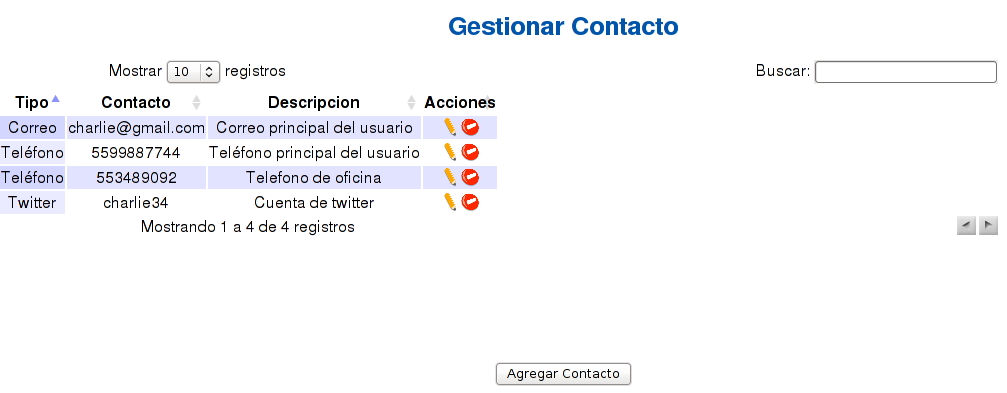 Gestionar Contacto
Mostrar 10 registros Buscar:
Tipo Contacto Descripcion Acciones
Correo charlie@gmail.com Correo principal del usuario
Teléfono 5599887744 Teléfono principal del usuario
Teléfono 553489092 Telefono de oficina
Twitter charlie34 Cuenta de twitter
Mostrando 1 a 4 de 4 registros
Agregar Contacto